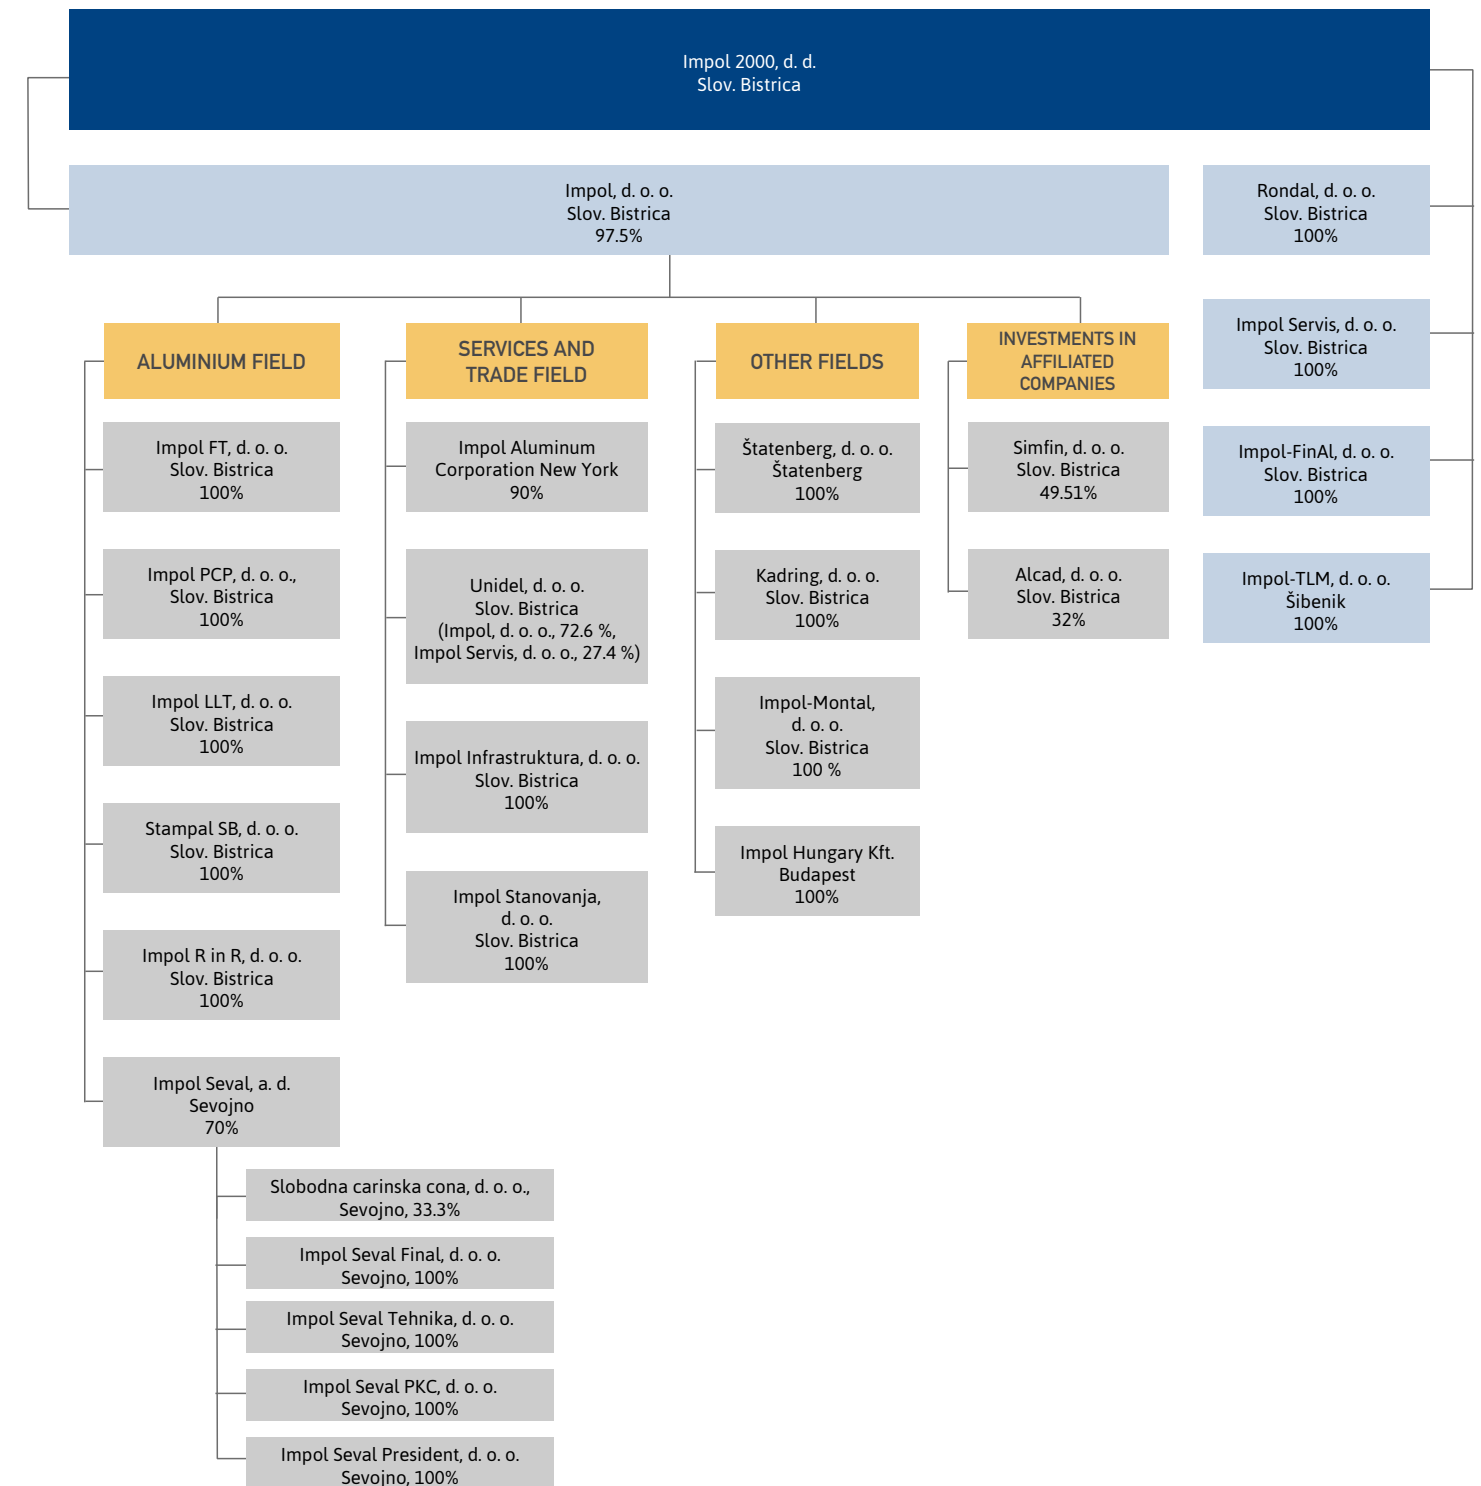 Impol 2000, d. d.
Slov. Bistrica
Impol, d. o. o.
Slov. Bistrica
97.5%
Rondal, d. o. o.
Slov. Bistrica
100%
Impol Servis, d. o. o.
Slov. Bistrica
100%
Impol-FinAl, d. o. o.
Slov. Bistrica
100%
Impol-TLM, d. o. o.
Šibenik
100%
ALUMINIUM FIELD
Impol FT, d. o. o.
Slov. Bistrica
100%
Impol PCP, d. o. o.,
Slov. Bistrica
100%
Impol LLT, d. o. o.
Slov. Bistrica
100%
Stampal SB, d. o. o.
Slov. Bistrica
100%
Impol R in R, d. o. o.
Slov. Bistrica
100%
Impol Seval, a. d.
Sevojno
70%
Slobodna carinska cona, d. o. o.,
Sevojno, 33.3%
Impol Seval Final, d. o. o.
Sevojno, 100%
Impol Seval Tehnika, d. o. o.
Sevojno, 100%
Impol Seval PKC, d. o. o.
Sevojno, 100%
Impol Seval President, d. o. o.
Sevojno, 100%
SERVICES AND
TRADE FIELD
Impol Aluminum
Corporation New York
90%
Unidel, d. o. o.
Slov. Bistrica
(Impol, d. o. o., 72.6 %,
Impol Servis, d. o. o., 27.4 %)
Impol Infrastruktura, d. o. o.
Slov. Bistrica
100%
Impol Stanovanja,
d. o. o.
Slov. Bistrica
100%
OTHER FIELDS
Štatenberg, d. o. o.
Štatenberg
100%
Kadring, d. o. o.
Slov. Bistrica
100%
Impol-Montal,
d. o. o.
Slov. Bistrica
100 %
Impol Hungary Kft.
Budapest
100%
INVESTMENTS IN
AFFILIATED
COMPANIES
Simfin, d. o. o.
Slov. Bistrica
49.51%
Alcad, d. o. o.
Slov. Bistrica
32%